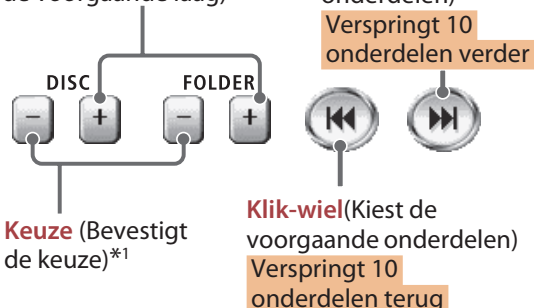 de voorgaande laag)
onderdelen)
Verspringt 10
onderdelen verder
DISC
FOLDER
− + − +
Keuze (Bevestigt
de keuze)*1
Klik-wiel(Kiest de
voorgaande onderdelen)
Verspringt 10
onderdelen terug